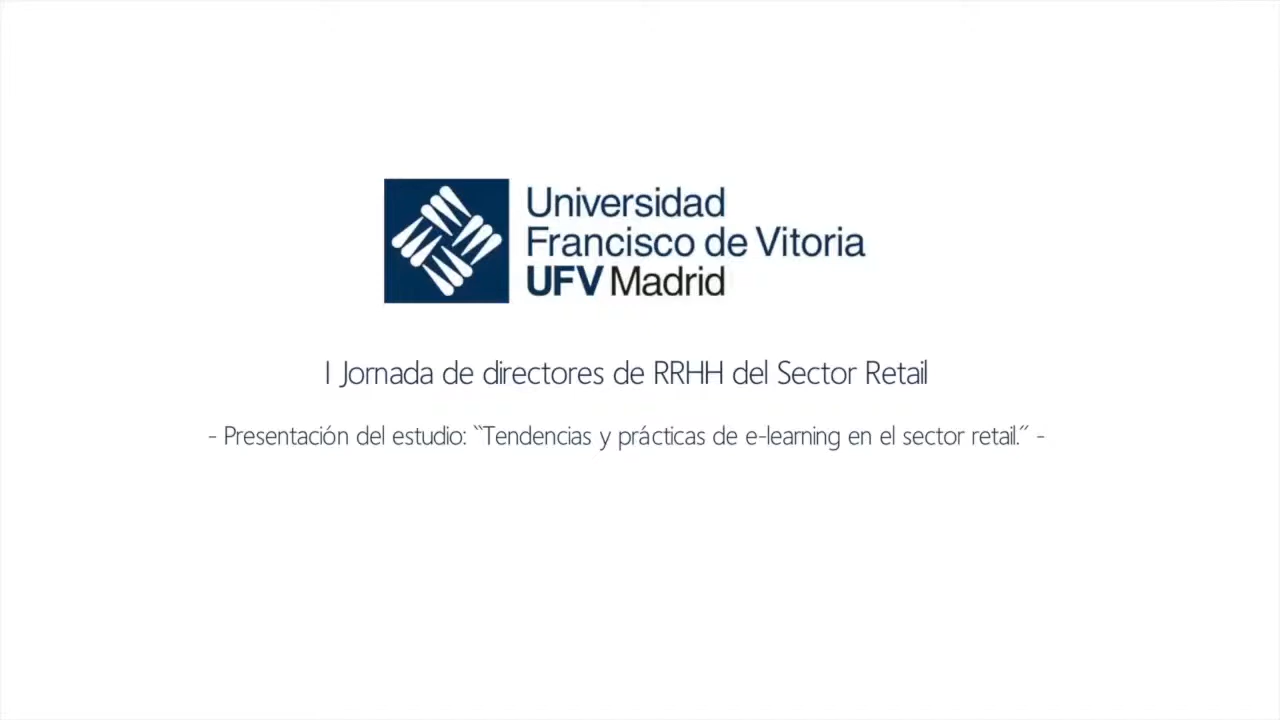 Universidad
Francisco de Vitoria
UFV Madrid
I Jornada de directores de RRHH del Sector Retail
- Presentación del estudio: ``Tendencias y prácticas de e-learning en el sector retail.´´ -